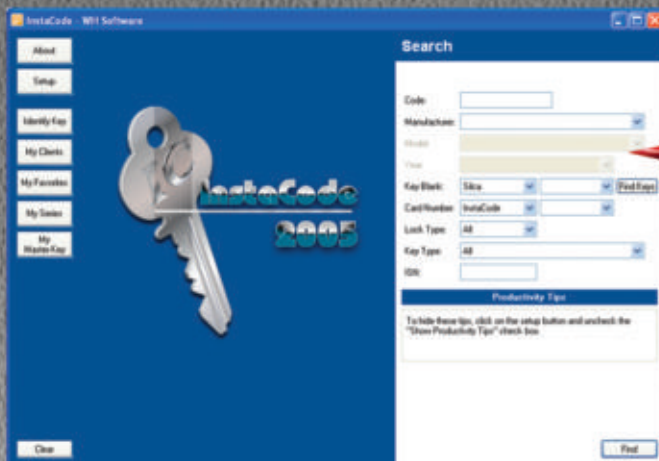 InstaCode - WH Software
About
Setup
Identify Key
My Clients
My Favorites
My Series
My
Master Key
Clear
InstaCode
2005
Search
Code:
Manufacturer:
Model:
Year:
Key Blank: Silca Find Keys
Card Number: InstaCode
Lock Type: All
Key Type: All
ISN:
Productivity Tips
To hide these tips, click on the setup button and uncheck the
"Show Productivity Tips" check box
Find